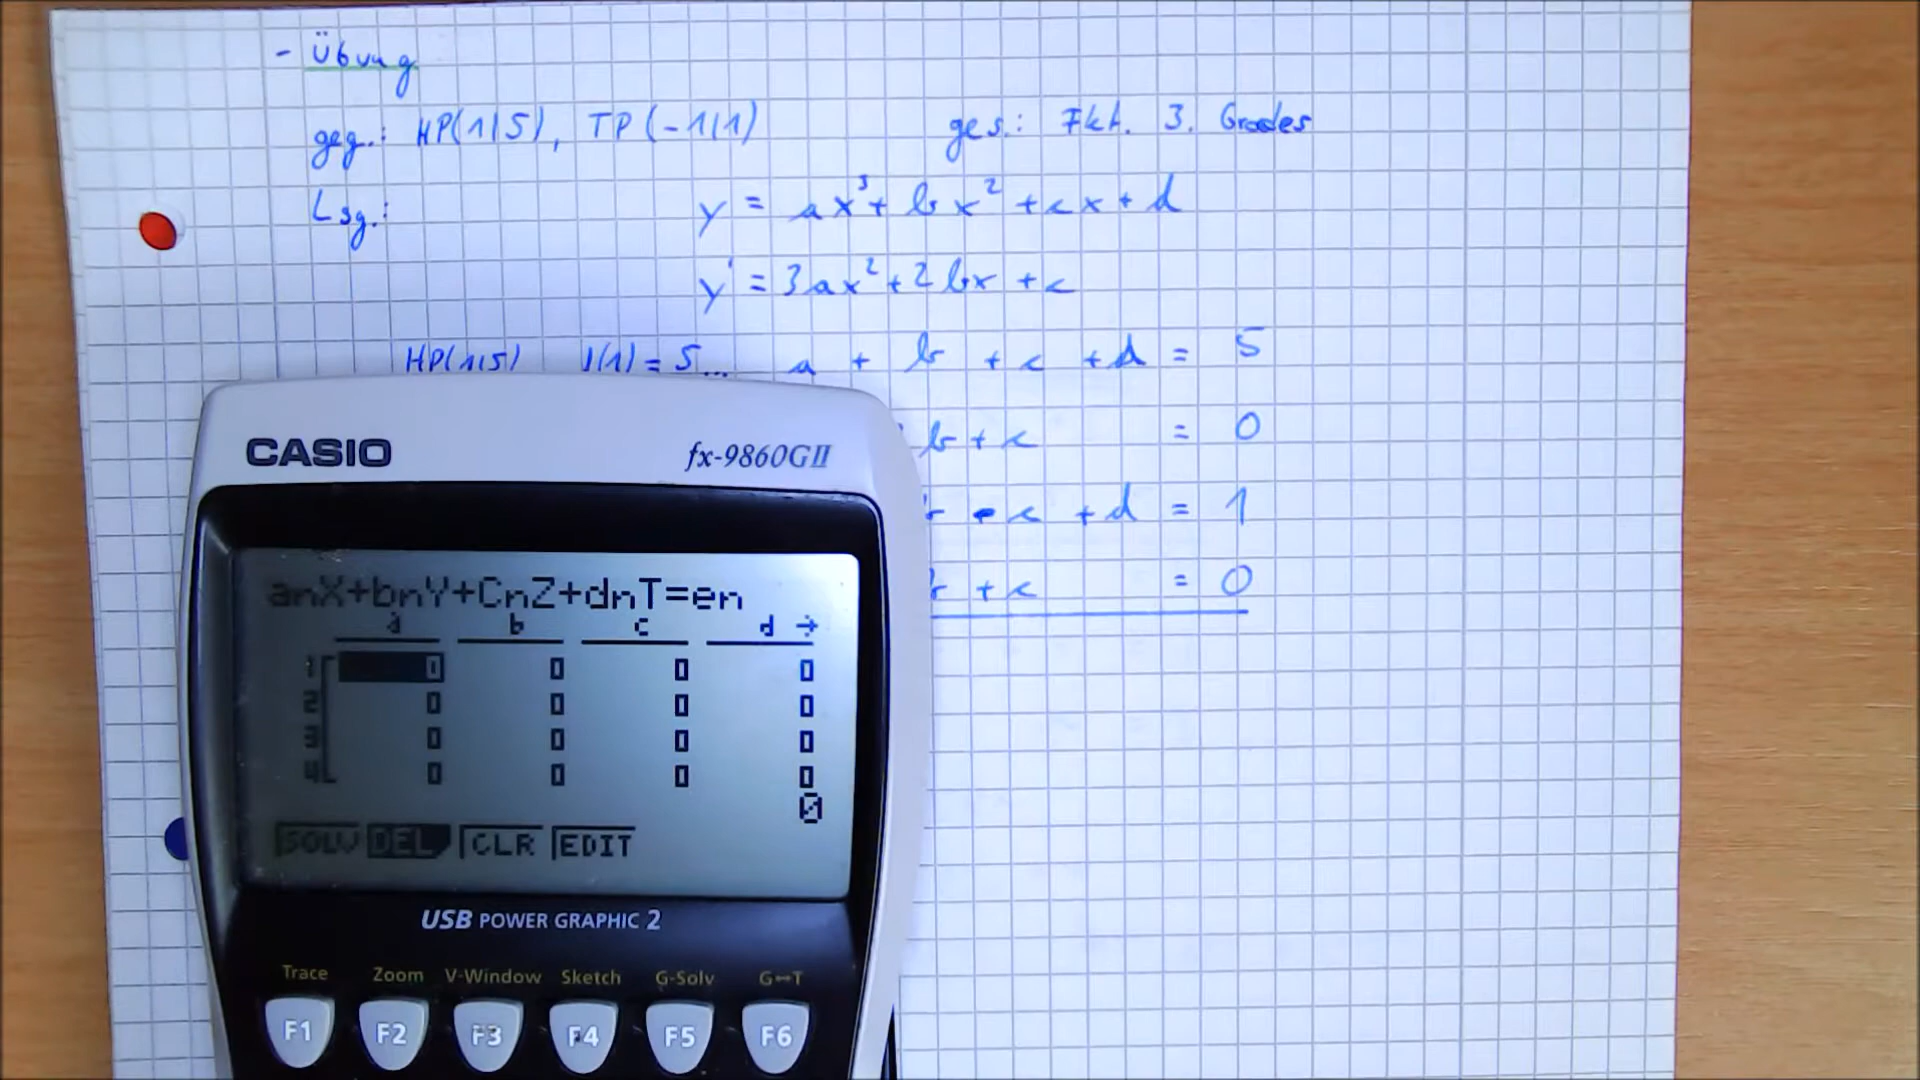 - Übung
geg.: HP(1|5), TP(-1|1) ges.: Fkt. 3. Grades
Lsg.: y = ax³ + bx² + cx + d
y' = 3ax² + 2bx + c
HP(1|5) f(1) = 5... a + b + c + d = 5
b + c = 0
- c + d = 1
+ c = 0
CASIO fx-9860GII
anX+bnY+CnZ+dnT=en
a b c d →
1 0 0 0 0
2 0 0 0 0
3 0 0 0 0
4 0 0 0 0
0
SOLV DEL CLR EDIT
USB POWER GRAPHIC 2
Trace Zoom V-Window Sketch G-Solv G↔T
F1 F2 F3 F4 F5 F6